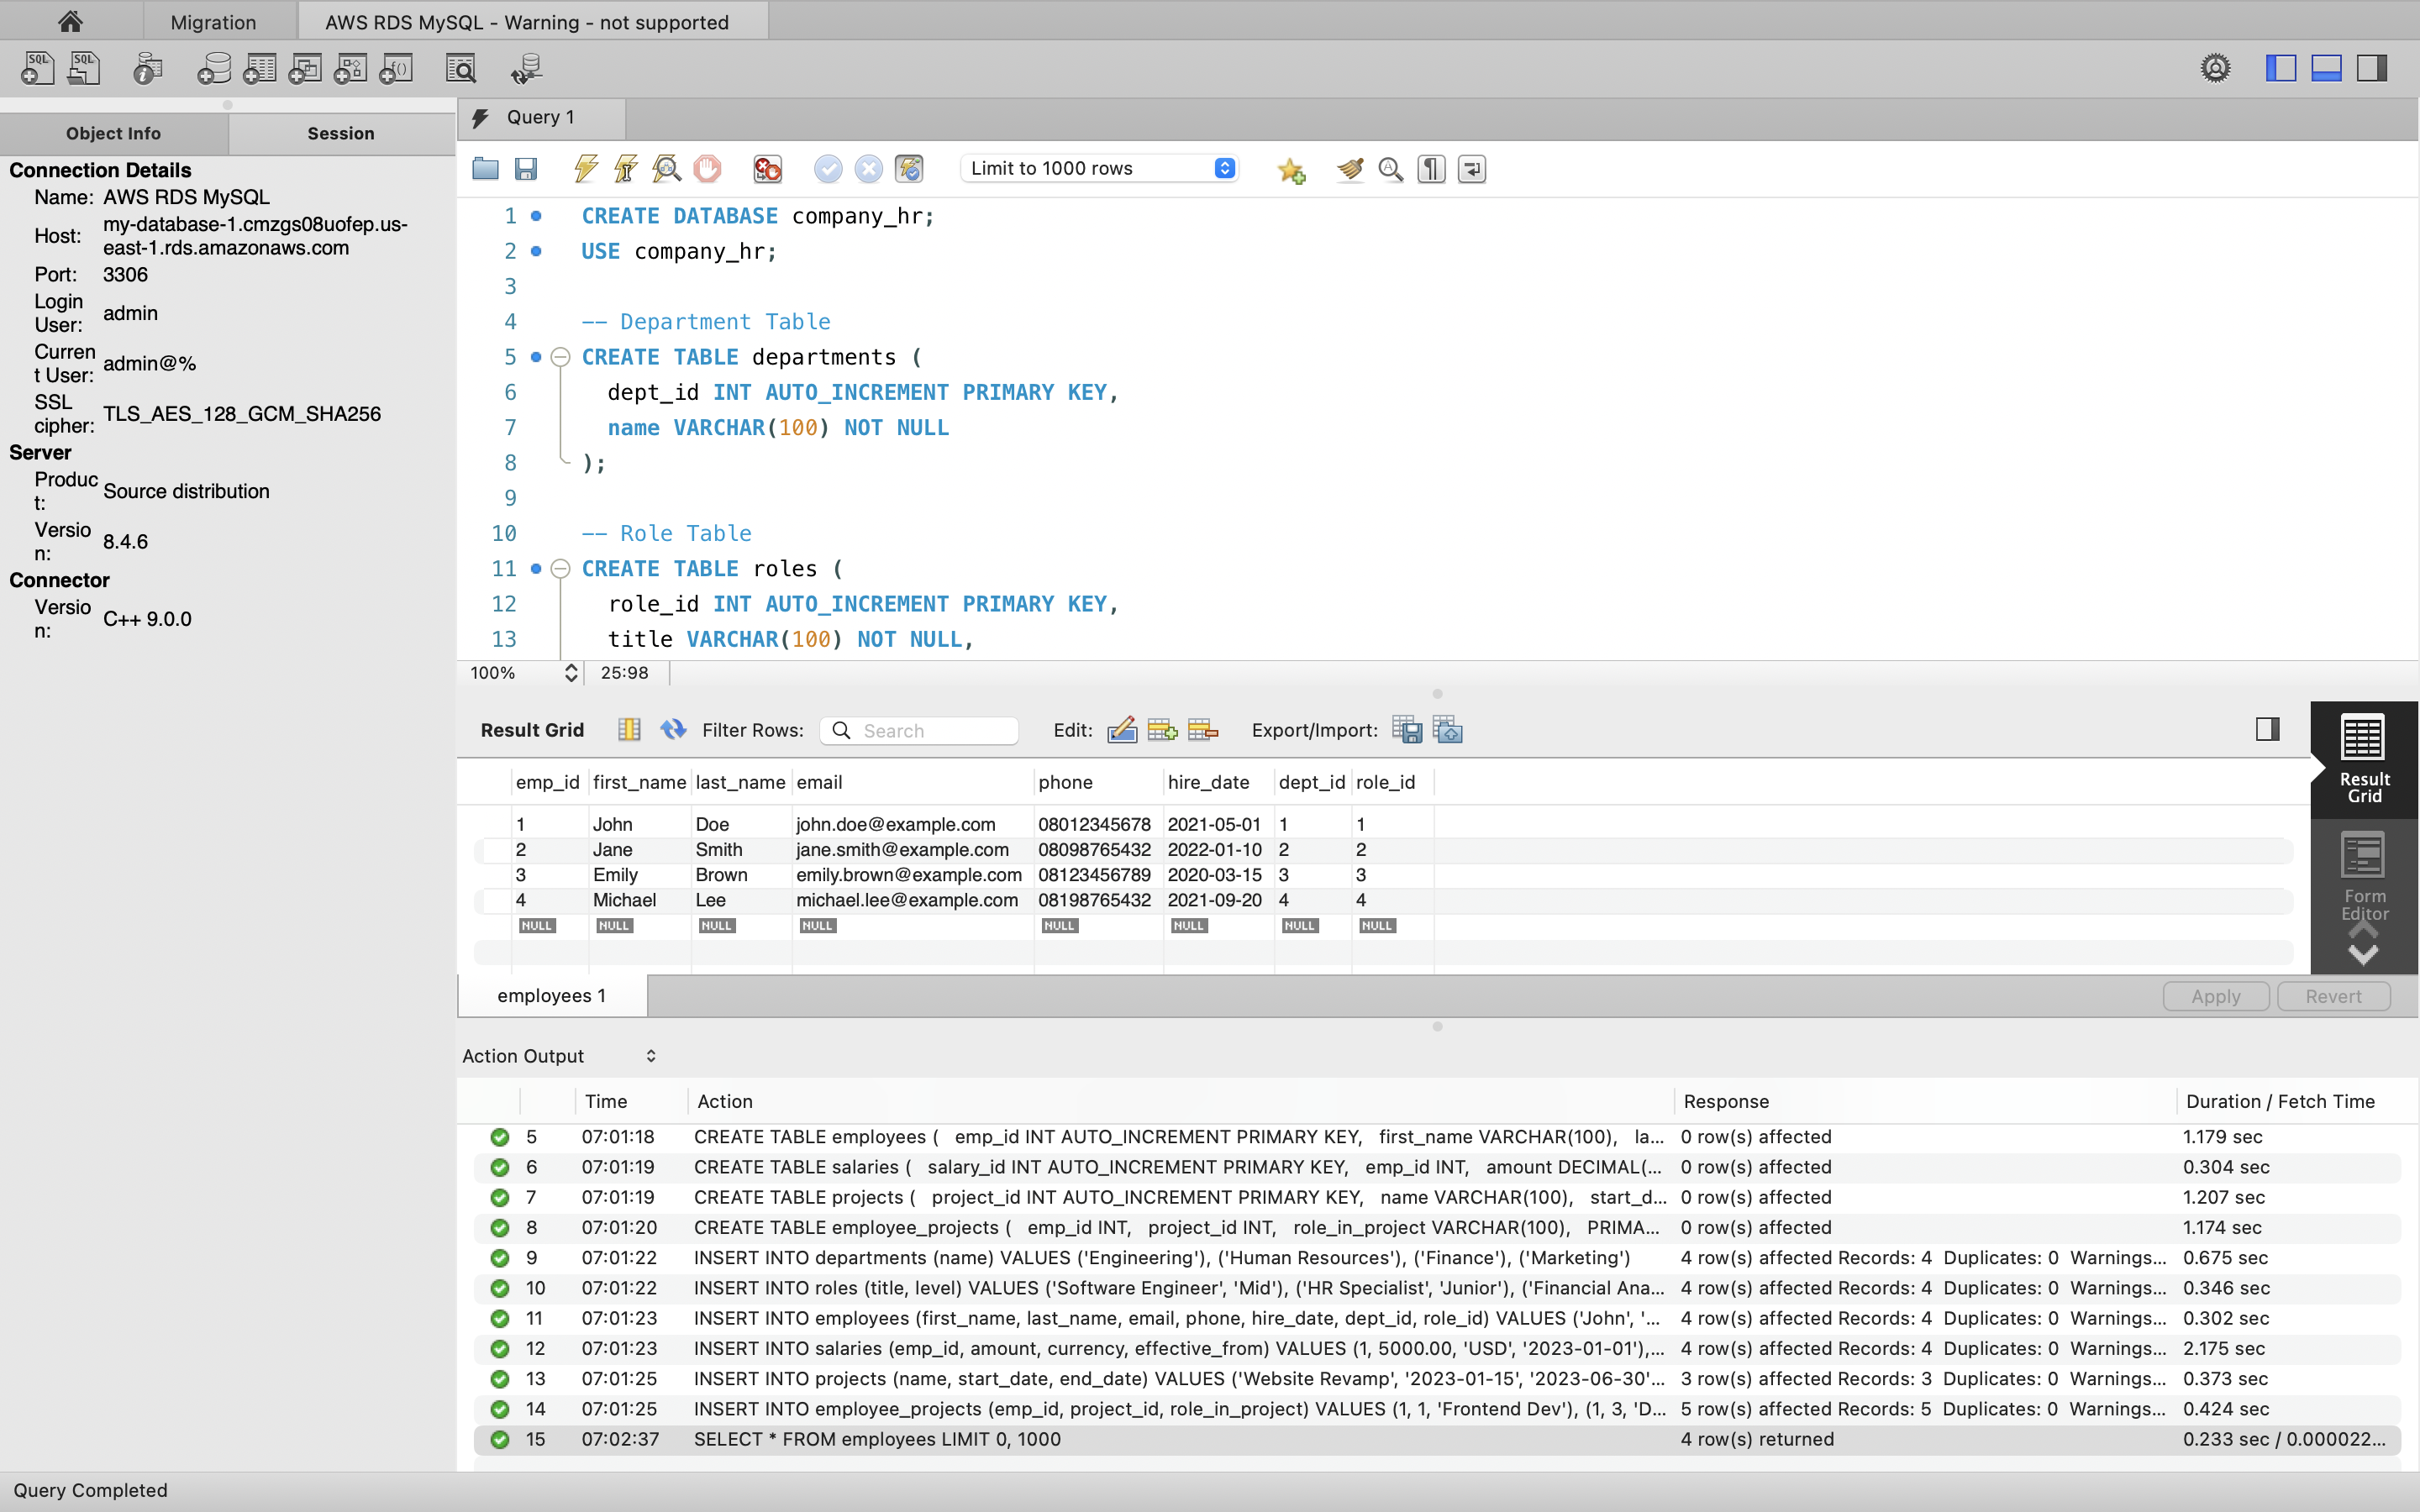 Migration
AWS RDS MySQL - Warning - not supported
Object Info
Session
Connection Details
Name: AWS RDS MySQL
Host: my-database-1.cmzgs08uofep.us-
east-1.rds.amazonaws.com
Port: 3306
Login
User: admin
Curren
t User: admin@%
SSL
cipher: TLS_AES_128_GCM_SHA256
Server
Produc
t: Source distribution
Versio
n: 8.4.6
Connector
Versio
n: C++ 9.0.0
Query 1
Limit to 1000 rows
1 CREATE DATABASE company_hr;
2 USE company_hr;
3
4 -- Department Table
5 CREATE TABLE departments (
6 dept_id INT AUTO_INCREMENT PRIMARY KEY,
7 name VARCHAR(100) NOT NULL
8 );
9
10 -- Role Table
11 CREATE TABLE roles (
12 role_id INT AUTO_INCREMENT PRIMARY KEY,
13 title VARCHAR(100) NOT NULL,
100% 25:98
Result Grid Filter Rows: Search Edit: Export/Import:
emp_id first_name last_name email phone hire_date dept_id role_id
1 John Doe john.doe@example.com 08012345678 2021-05-01 1 1
2 Jane Smith jane.smith@example.com 08098765432 2022-01-10 2 2
3 Emily Brown emily.brown@example.com 08123456789 2020-03-15 3 3
4 Michael Lee michael.lee@example.com 08198765432 2021-09-20 4 4
NULL NULL NULL NULL NULL NULL NULL NULL
Result
Grid
Form
Editor
employees 1
Apply Revert
Action Output
Time Action Response Duration / Fetch Time
5 07:01:18 CREATE TABLE employees ( emp_id INT AUTO_INCREMENT PRIMARY KEY, first_name VARCHAR(100), la... 0 row(s) affected 1.179 sec
6 07:01:19 CREATE TABLE salaries ( salary_id INT AUTO_INCREMENT PRIMARY KEY, emp_id INT, amount DECIMAL(... 0 row(s) affected 0.304 sec
7 07:01:19 CREATE TABLE projects ( project_id INT AUTO_INCREMENT PRIMARY KEY, name VARCHAR(100), start_d... 0 row(s) affected 1.207 sec
8 07:01:20 CREATE TABLE employee_projects ( emp_id INT, project_id INT, role_in_project VARCHAR(100), PRIMA... 0 row(s) affected 1.174 sec
9 07:01:22 INSERT INTO departments (name) VALUES ('Engineering'), ('Human Resources'), ('Finance'), ('Marketing') 4 row(s) affected Records: 4 Duplicates: 0 Warnings... 0.675 sec
10 07:01:22 INSERT INTO roles (title, level) VALUES ('Software Engineer', 'Mid'), ('HR Specialist', 'Junior'), ('Financial Ana... 4 row(s) affected Records: 4 Duplicates: 0 Warnings... 0.346 sec
11 07:01:23 INSERT INTO employees (first_name, last_name, email, phone, hire_date, dept_id, role_id) VALUES ('John', '... 4 row(s) affected Records: 4 Duplicates: 0 Warnings... 0.302 sec
12 07:01:23 INSERT INTO salaries (emp_id, amount, currency, effective_from) VALUES (1, 5000.00, 'USD', '2023-01-01'),... 4 row(s) affected Records: 4 Duplicates: 0 Warnings... 2.175 sec
13 07:01:25 INSERT INTO projects (name, start_date, end_date) VALUES ('Website Revamp', '2023-01-15', '2023-06-30'... 3 row(s) affected Records: 3 Duplicates: 0 Warnings... 0.373 sec
14 07:01:25 INSERT INTO employee_projects (emp_id, project_id, role_in_project) VALUES (1, 1, 'Frontend Dev'), (1, 3, 'D... 5 row(s) affected Records: 5 Duplicates: 0 Warnings... 0.424 sec
15 07:02:37 SELECT * FROM employees LIMIT 0, 1000 4 row(s) returned 0.233 sec / 0.000022...
Query Completed